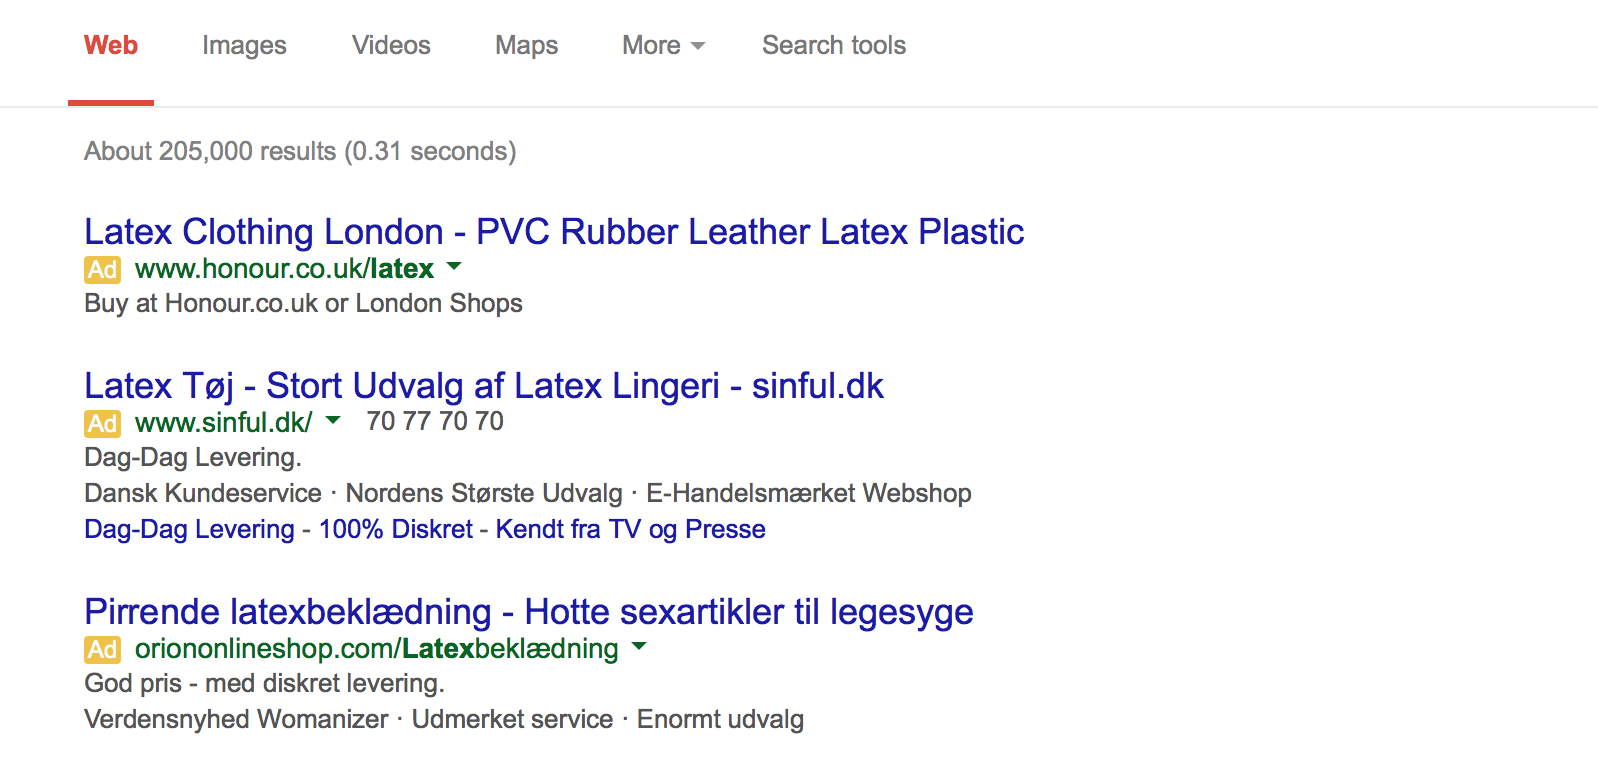 Web Images Videos Maps More Search tools
About 205,000 results (0.31 seconds)
Latex Clothing London - PVC Rubber Leather Latex Plastic
Ad www.honour.co.uk/latex
Buy at Honour.co.uk or London Shops
Latex Tøj - Stort Udvalg af Latex Lingeri - sinful.dk
Ad www.sinful.dk/ 70 77 70 70
Dag-Dag Levering.
Dansk Kundeservice · Nordens Største Udvalg · E-Handelsmærket Webshop
Dag-Dag Levering - 100% Diskret - Kendt fra TV og Presse
Pirrende latexbeklædning - Hotte sexartikler til legesyge
Ad oriononlineshop.com/Latexbeklædning
God pris - med diskret levering.
Verdensnyhed Womanizer · Udmerket service · Enormt udvalg